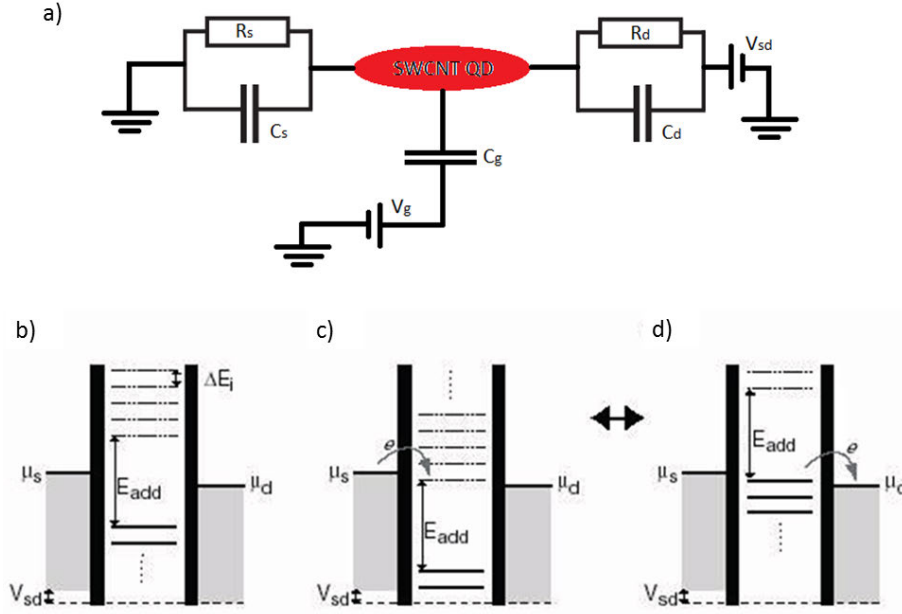 a)
Rs
Cs
SWCNT QD
Rd
Cd
Vsd
Cg
Vg
b)
ΔEi
μs
Eadd
μd
Vsd
c)
e
μs
Eadd
μd
Vsd
d)
Eadd
e
μs
μd
Vsd